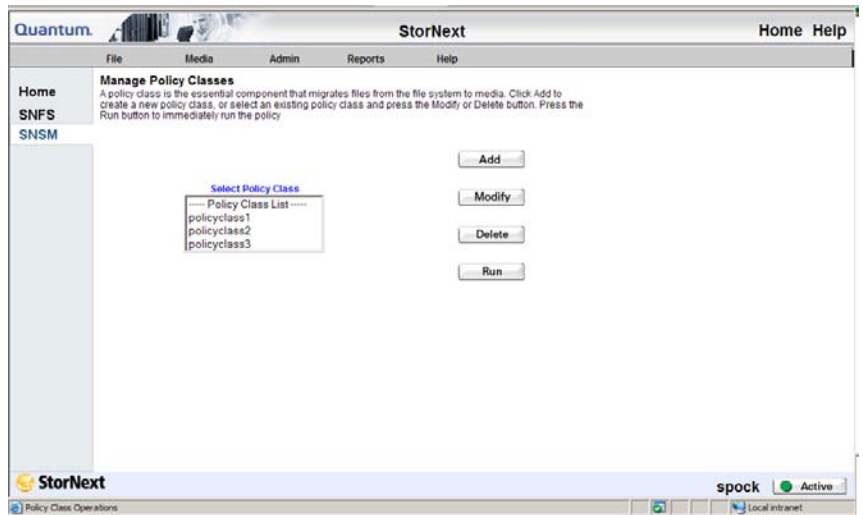 Quantum.
StorNext
Home Help
File Media Admin Reports Help
Home
SNFS
SNSM
Manage Policy Classes
A policy class is the essential component that migrates files from the file system to media. Click Add to
create a new policy class, or select an existing policy class and press the Modify or Delete button. Press the
Run button to immediately run the policy
Add
Select Policy Class
----- Policy Class List -----
policyclass1
policyclass2
policyclass3
Modify
Delete
Run
StorNext
spock Active
Policy Class Operations
Local intranet